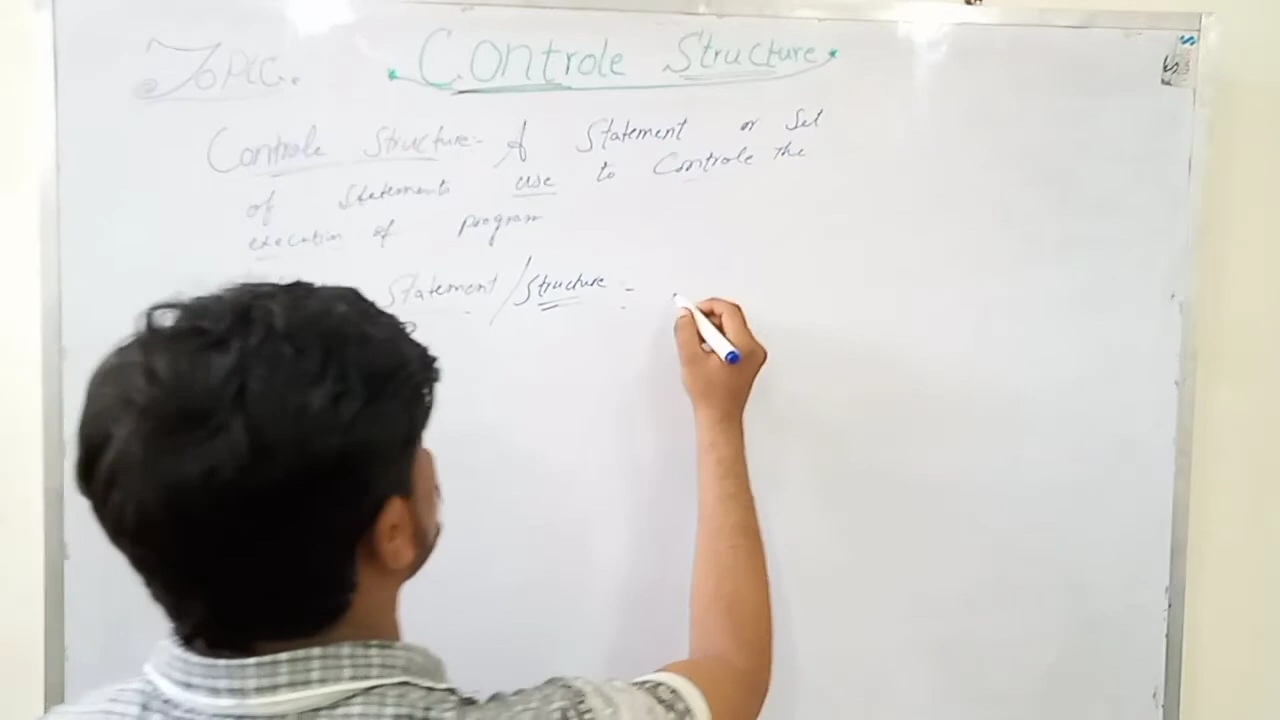 Topic. Controle Structure
Controle Structure:- A Statement or Set
of Statements use to Controle the
execution of program
Statement / Structure :-